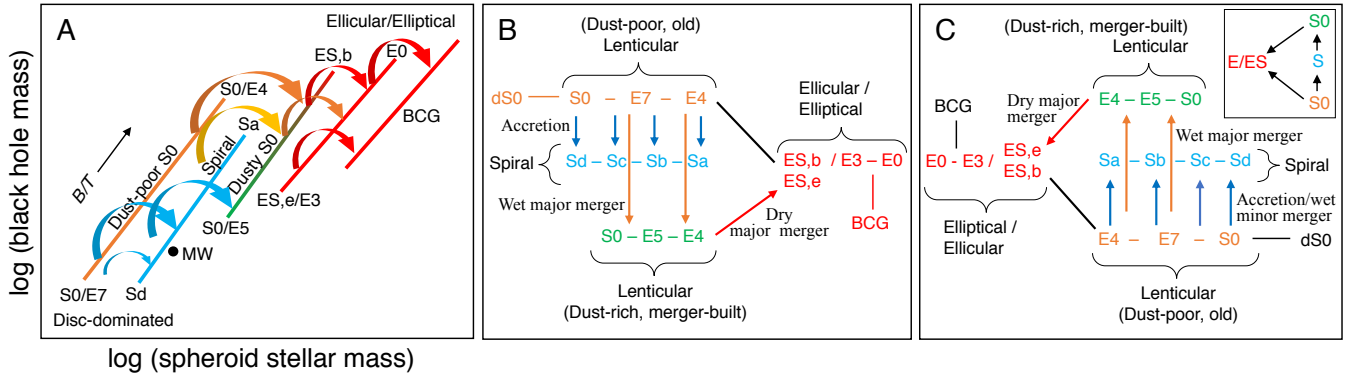 A
Ellicular/Elliptical
ES,b
E0
S0/E4
BCG
Sa
Spiral
Dusty S0
Dust-poor S0
B/T
ES,e/E3
S0/E5
MW
S0/E7
Sd
Disc-dominated
log (black hole mass)
log (spheroid stellar mass)
B
(Dust-poor, old)
Lenticular
dS0
S0 – E7 – E4
Accretion
Spiral
Sd – Sc – Sb – Sa
Wet major merger
S0 – E5 – E4
Lenticular
(Dust-rich, merger-built)
Ellicular /
Elliptical
ES,b / E3 – E0
ES,e
BCG
Dry
major merger
C
(Dust-rich, merger-built)
Lenticular
S0
E/ES
S
S0
BCG
Dry major
merger
E4 – E5 – S0
Wet major merger
E0 - E3 / ES,e
ES,b
Sa – Sb – Sc – Sd
Spiral
Elliptical /
Ellicular
Accretion/wet
minor merger
E4 – E7 – S0
dS0
Lenticular
(Dust-poor, old)